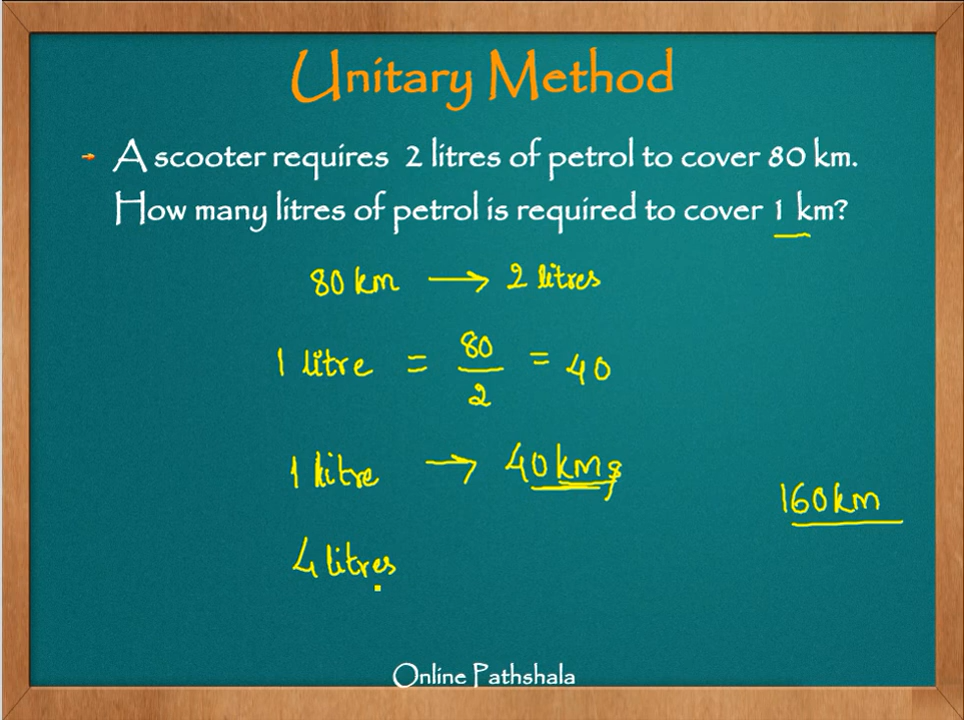 Unitary Method
A scooter requires 2 litres of petrol to cover 80 km.
How many litres of petrol is required to cover 1 km?
80 km → 2 litres
1 litre = 80/2 = 40
1 litre → 40 kms
160 km
4 litres
Online Pathshala